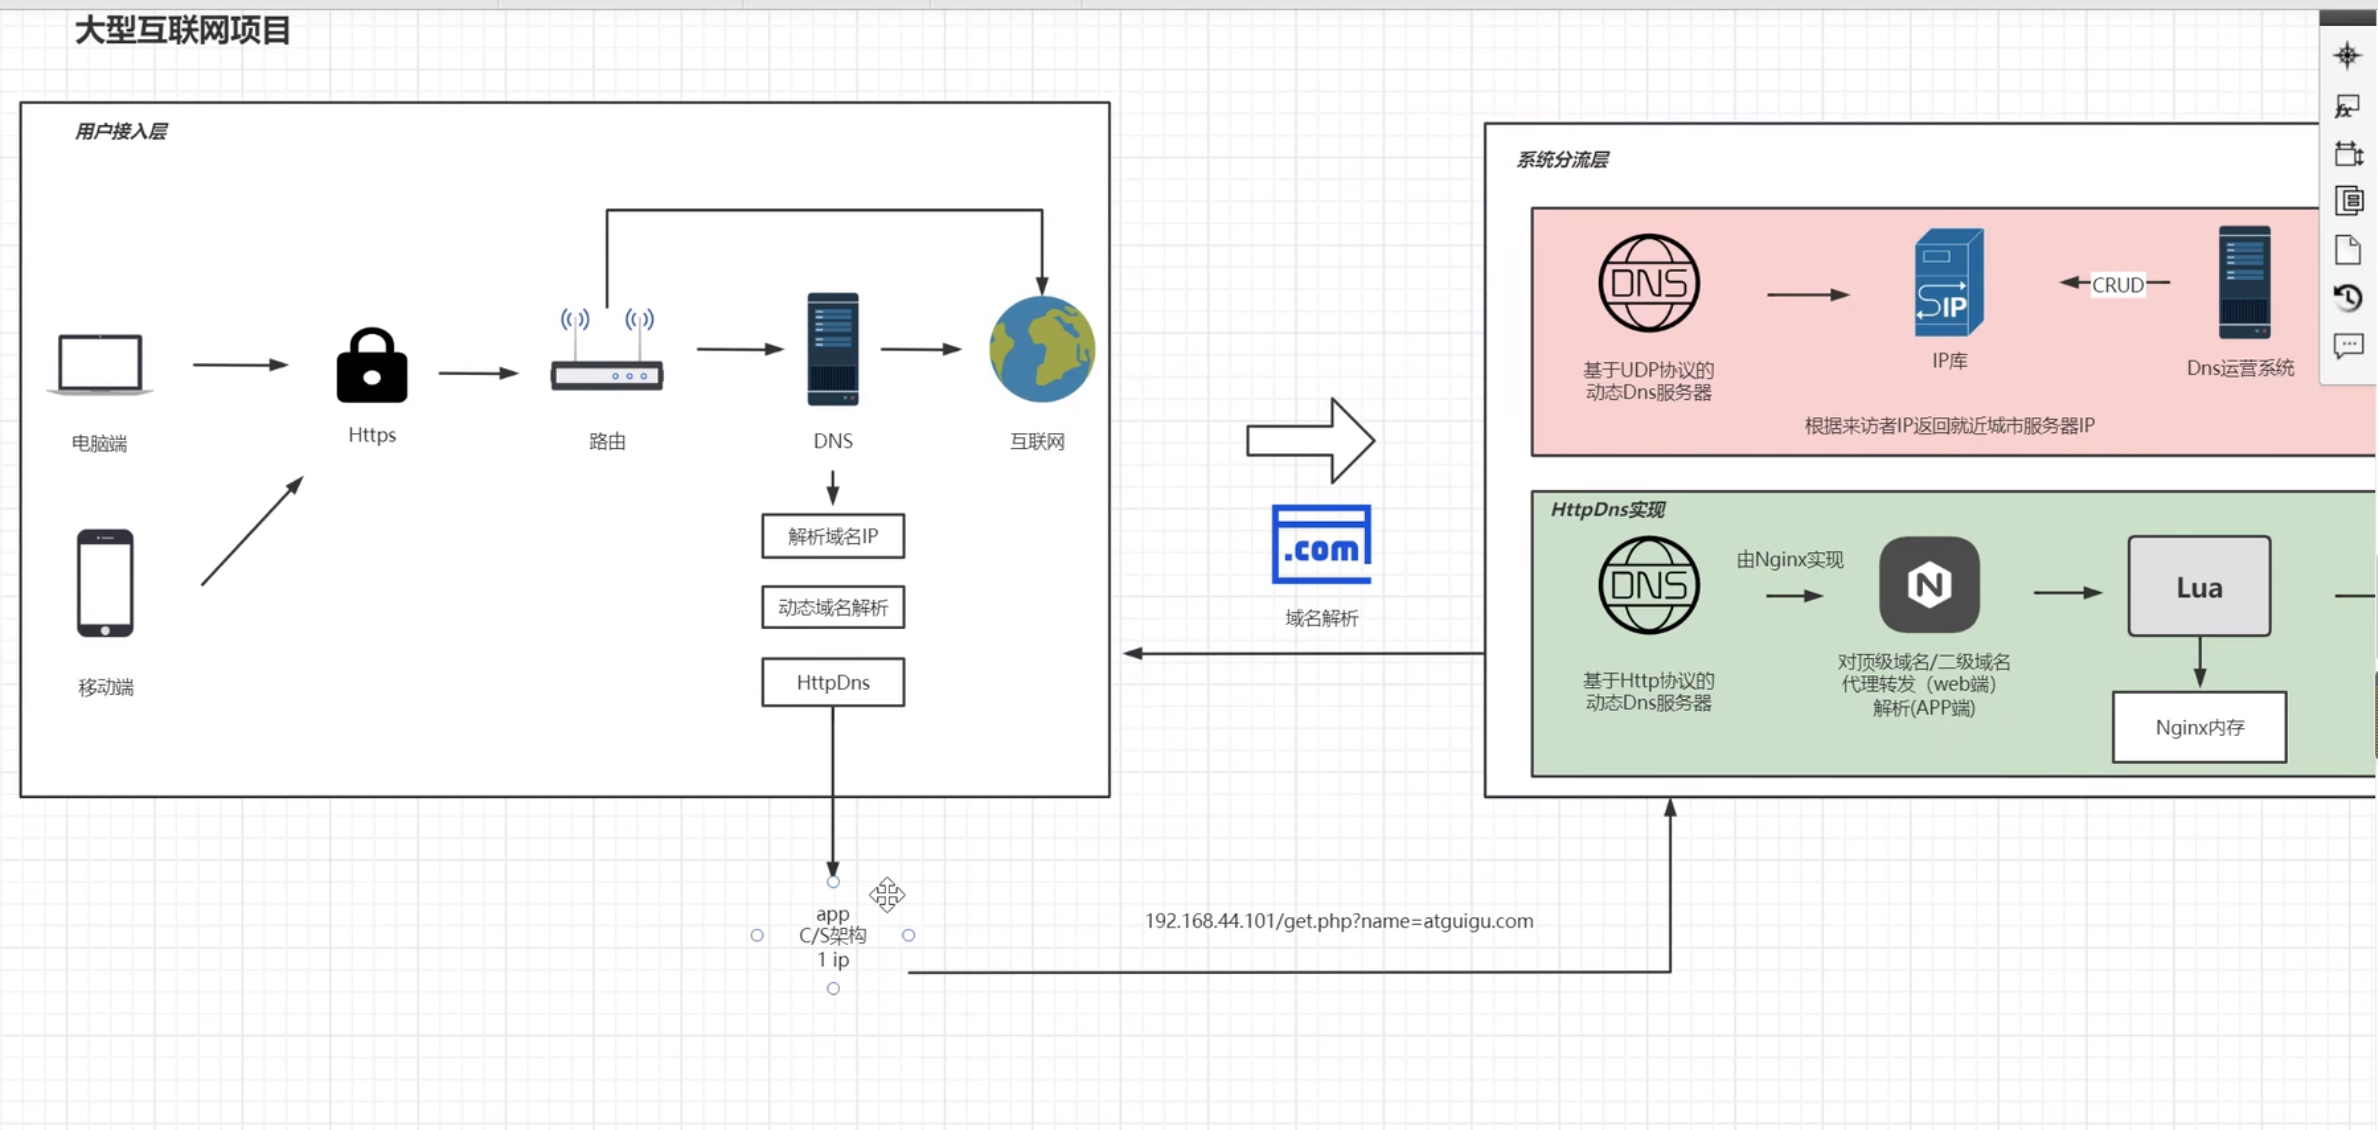 大型互联网项目
用户接入层
电脑端
Https
路由
DNS
互联网
移动端
解析域名IP
动态域名解析
HttpDns
app
C/S架构
1 ip
.com
域名解析
192.168.44.101/get.php?name=atguigu.com
系统分流层
DNS
基于UDP协议的
动态Dns服务器
IP
IP库
CRUD
Dns运营系统
根据来访者IP返回就近城市服务器IP
HttpDns实现
DNS
基于Http协议的
动态Dns服务器
由Nginx实现
N
对顶级域名/二级域名
代理转发（web端）
解析(APP端)
Lua
Nginx内存
fx